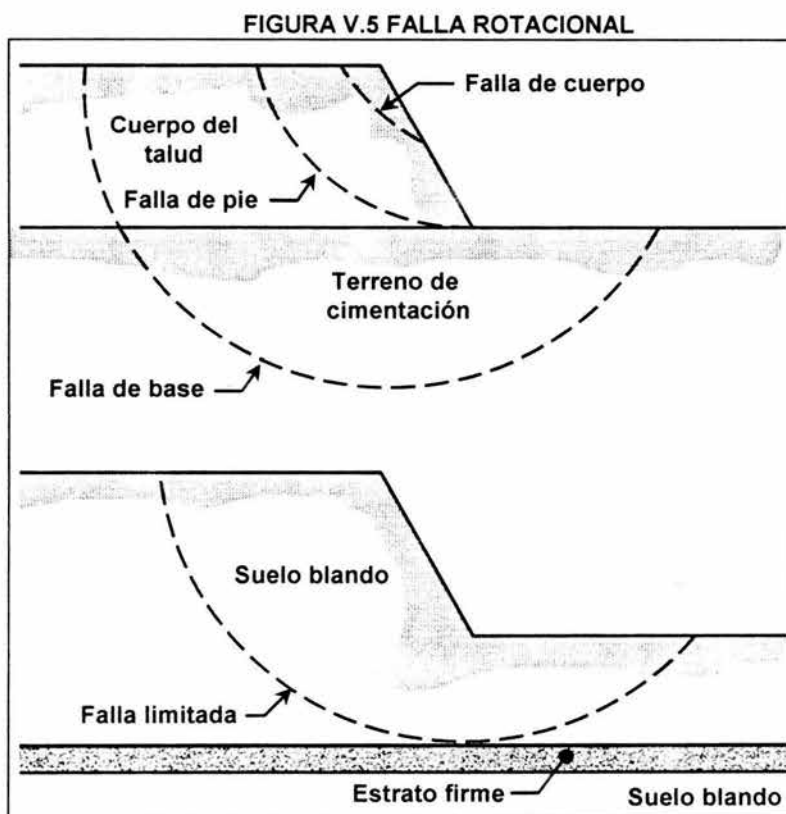 FIGURA V.5 FALLA ROTACIONAL
Falla de cuerpo
Cuerpo del
talud
Falla de pie
Terreno de
cimentación
Falla de base
Suelo blando
Falla limitada
Estrato firme
Suelo blando